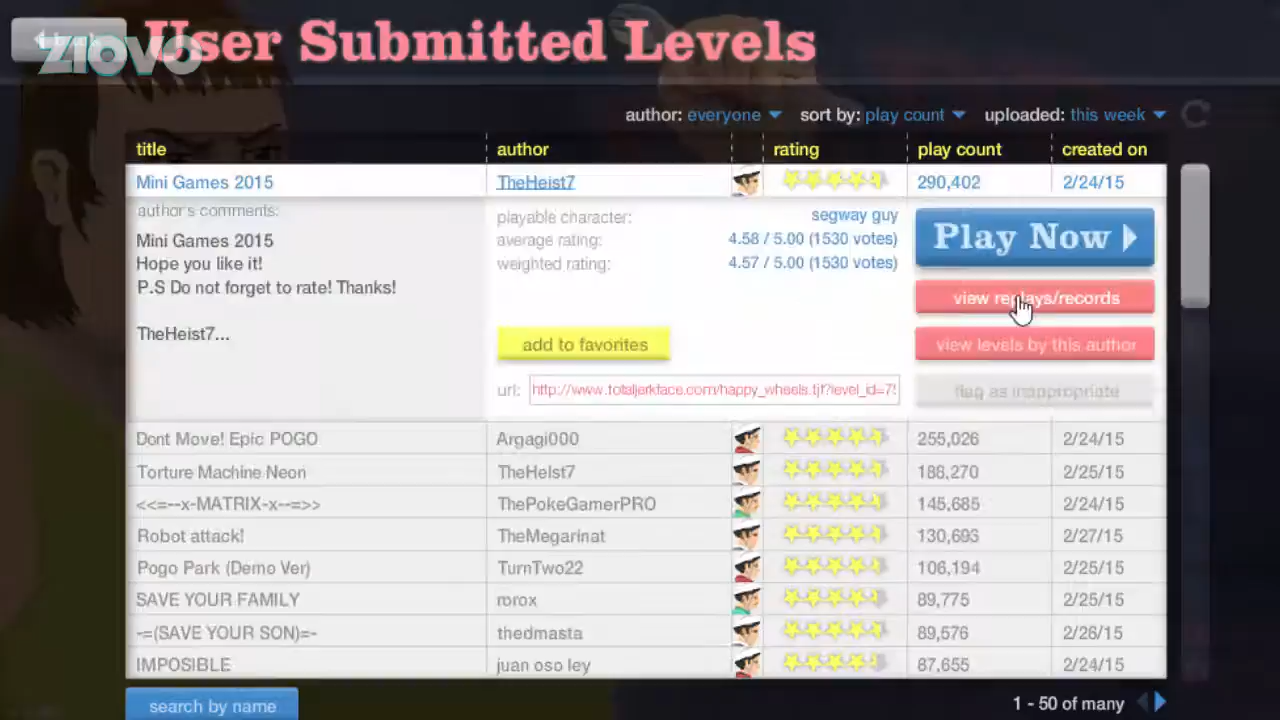 User Submitted Levels
ziovo
author: everyone sort by: play count uploaded: this week
title author rating play count created on
Mini Games 2015 TheHeist7 290,402 2/24/15
author's comments:
Mini Games 2015
Hope you like it!
P.S Do not forget to rate! Thanks!
TheHeist7...
playable character: segway guy
average rating: 4.58 / 5.00 (1530 votes)
weighted rating: 4.57 / 5.00 (1530 votes)
add to favorites
url: http://www.totaljerkface.com/happy_wheels.tjf?level_id=7
Play Now
view replays/records
view levels by this author
flag as inappropriate
Dont Move! Epic POGO Argagi000 255,026 2/24/15
Torture Machine Neon TheHeIst7 188,270 2/25/15
<<=--x-MATRIX-x--=>> ThePokeGamerPRO 145,685 2/24/15
Robot attack! TheMegarinat 130,693 2/27/15
Pogo Park (Demo Ver) TurnTwo22 106,194 2/25/15
SAVE YOUR FAMILY rorox 89,775 2/25/15
-=(SAVE YOUR SON)=- thedmasta 89,576 2/26/15
IMPOSIBLE juan oso ley 87,655 2/24/15
search by name
1 - 50 of many